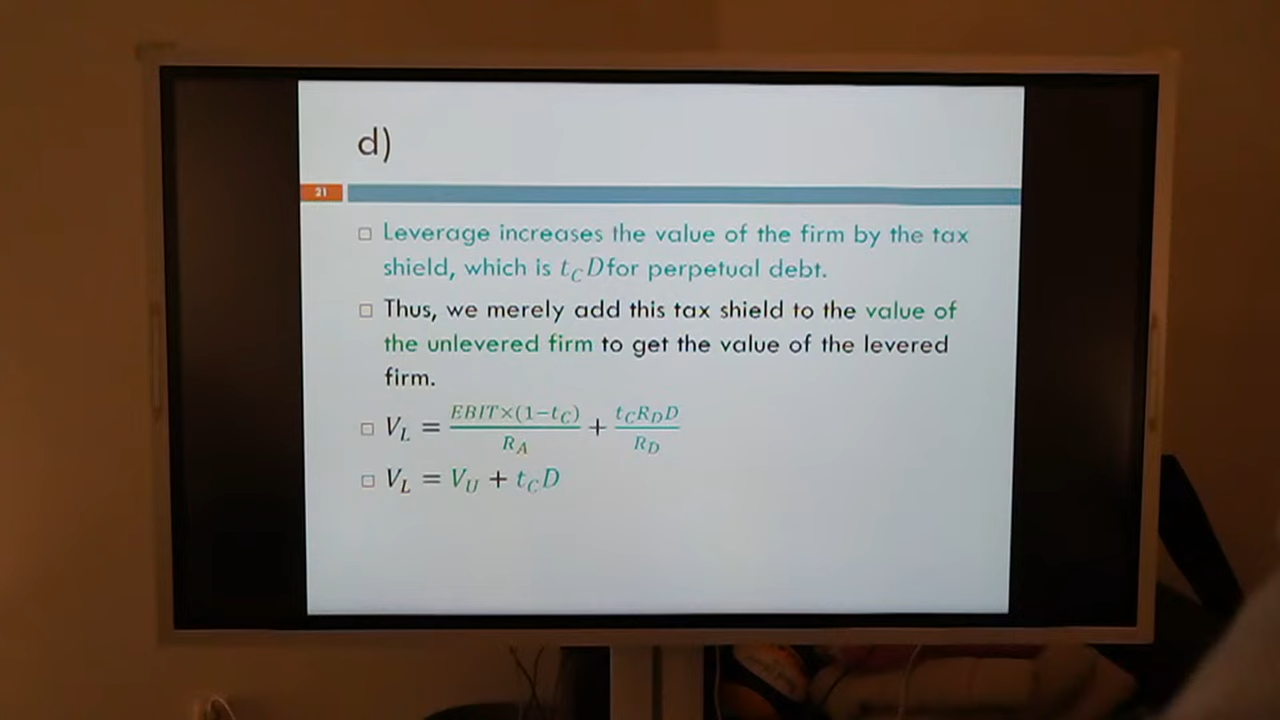 d)
21
□ Leverage increases the value of the firm by the tax
shield, which is t_C D for perpetual debt.
□ Thus, we merely add this tax shield to the value of
the unlevered firm to get the value of the levered
firm.
□ V_L = EBIT×(1−t_C)/R_A + t_C R_D D/R_D
□ V_L = V_U + t_C D